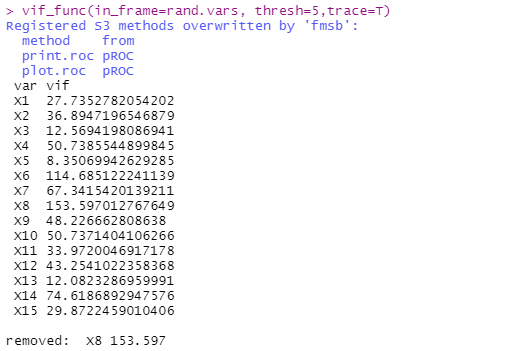 > vif_func(in_frame=rand.vars, thresh=5,trace=T)
Registered S3 methods overwritten by 'fmsb':
  method    from
  print.roc pROC
  plot.roc  pROC
 var vif
 X1  27.7352782054202
 X2  36.8947196546879
 X3  12.5694198086941
 X4  50.7385544899845
 X5  8.35069942629285
 X6  114.685122241139
 X7  67.3415420139211
 X8  153.597012767649
 X9  48.226662808638
 X10 50.7371404106266
 X11 33.9720046917178
 X12 43.2541022358368
 X13 12.0823286959991
 X14 74.6186892947576
 X15 29.8722459010406
removed:  X8 153.597